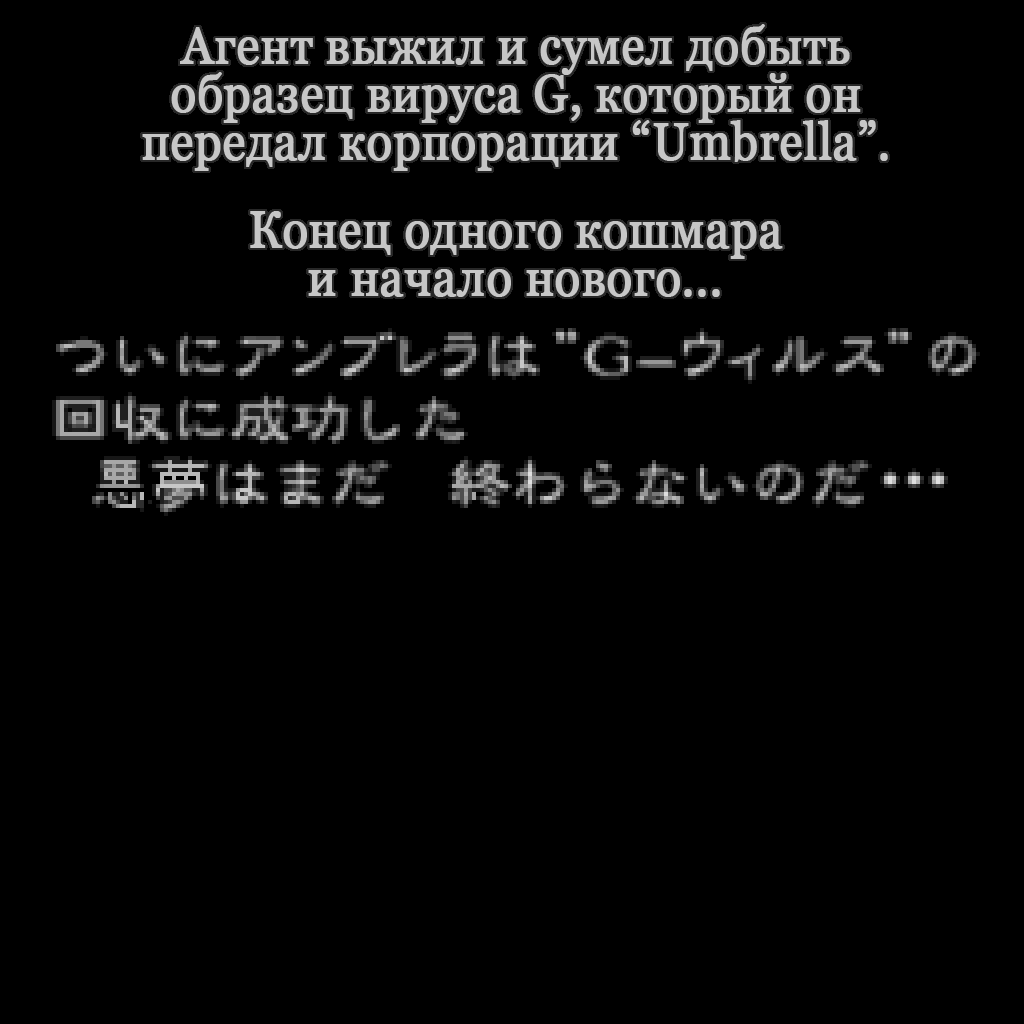 Агент выжил и сумел добыть
образец вируса G, который он
передал корпорации “Umbrella”.
Конец одного кошмара
и начало нового...
ついにアンブレラは"G−ウィルス"の
回収に成功した
悪夢はまだ　終わらないのだ…